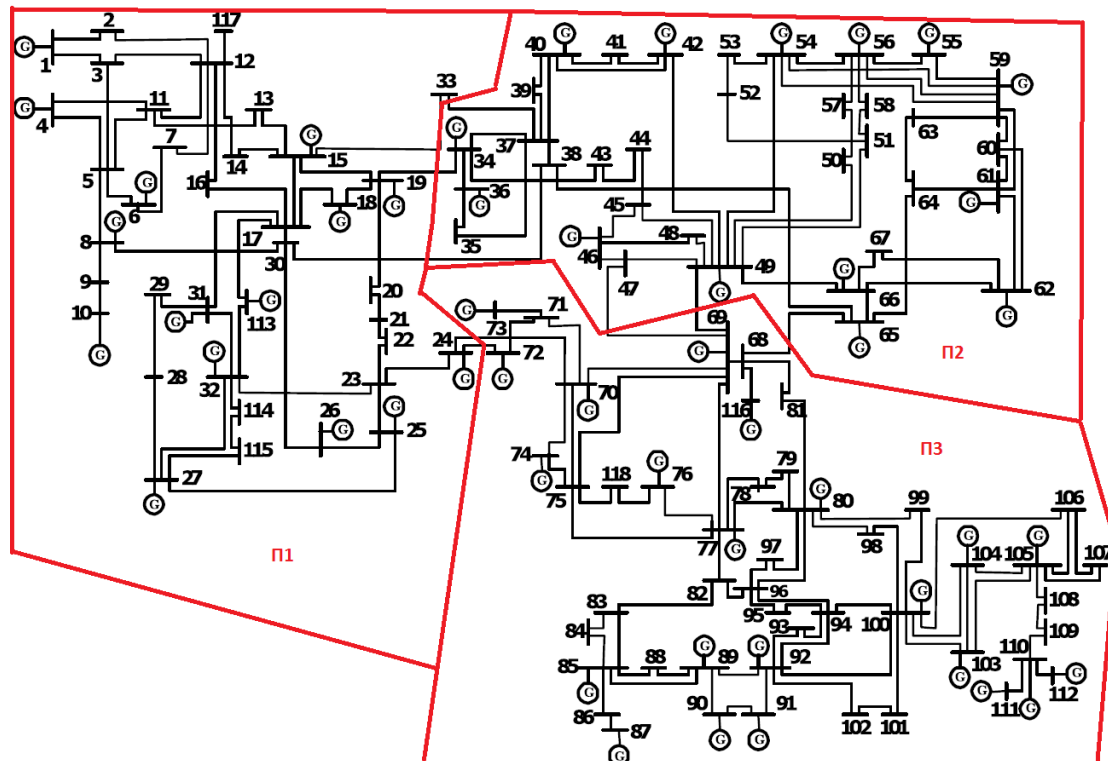 2 117 40 41 42 53 54 56 55
G G G G G G
1 3 12 59 G
G 4 11 13 33 39 52 57 58 63
7 G G 37 44 51 60
14 15 34 38 43 50 61
5 16 19 36 G 64 G
G 6 18 G G 45
G 8 17 35 G 46 48 67
30 47 49 G 66 62
9 29 31 G 20 71 G 65 G
10 G 113 21 G 73 69 68 G
G 28 G 32 22 24 72 G П2
23 G G 70 116 81
114 26 G G G G
115 25 74 118 G 76 79 П3
27 G 75 78 G 80 99 106
G П1 77 G 97 98 G 104 G 105 107
82 96 G
83 95 93 94 100 108
84 G G 109
85 88 89 92 103 110 G
G G G 111 G 112
86 90 91 102 101
87 G G
G